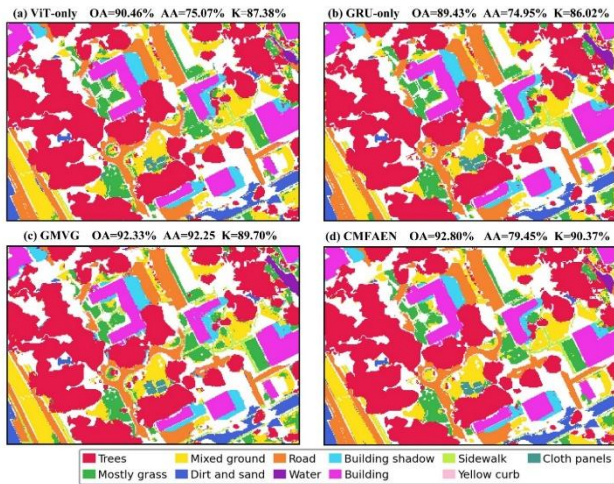 (a) ViT-only OA=90.46% AA=75.07% K=87.38%
(b) GRU-only OA=89.43% AA=74.95% K=86.02%
(c) GMVG OA=92.33% AA=92.25 K=89.70%
(d) CMFAEN OA=92.80% AA=79.45% K=90.37%
Trees Mixed ground Road Building shadow Sidewalk Cloth panels
Mostly grass Dirt and sand Water Building Yellow curb